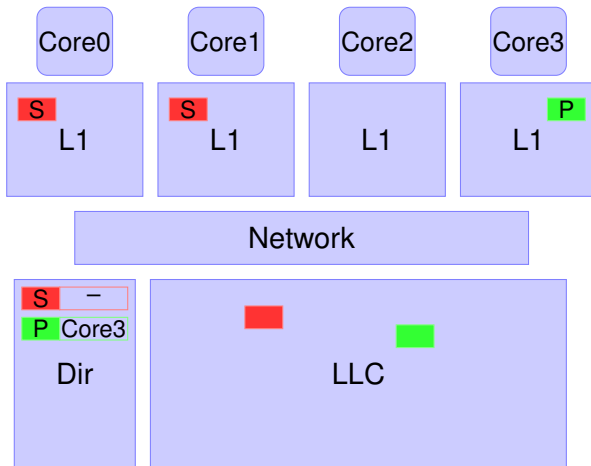 Core0 Core1 Core2 Core3
S S P
L1 L1 L1 L1
Network
S –
P Core3
Dir LLC